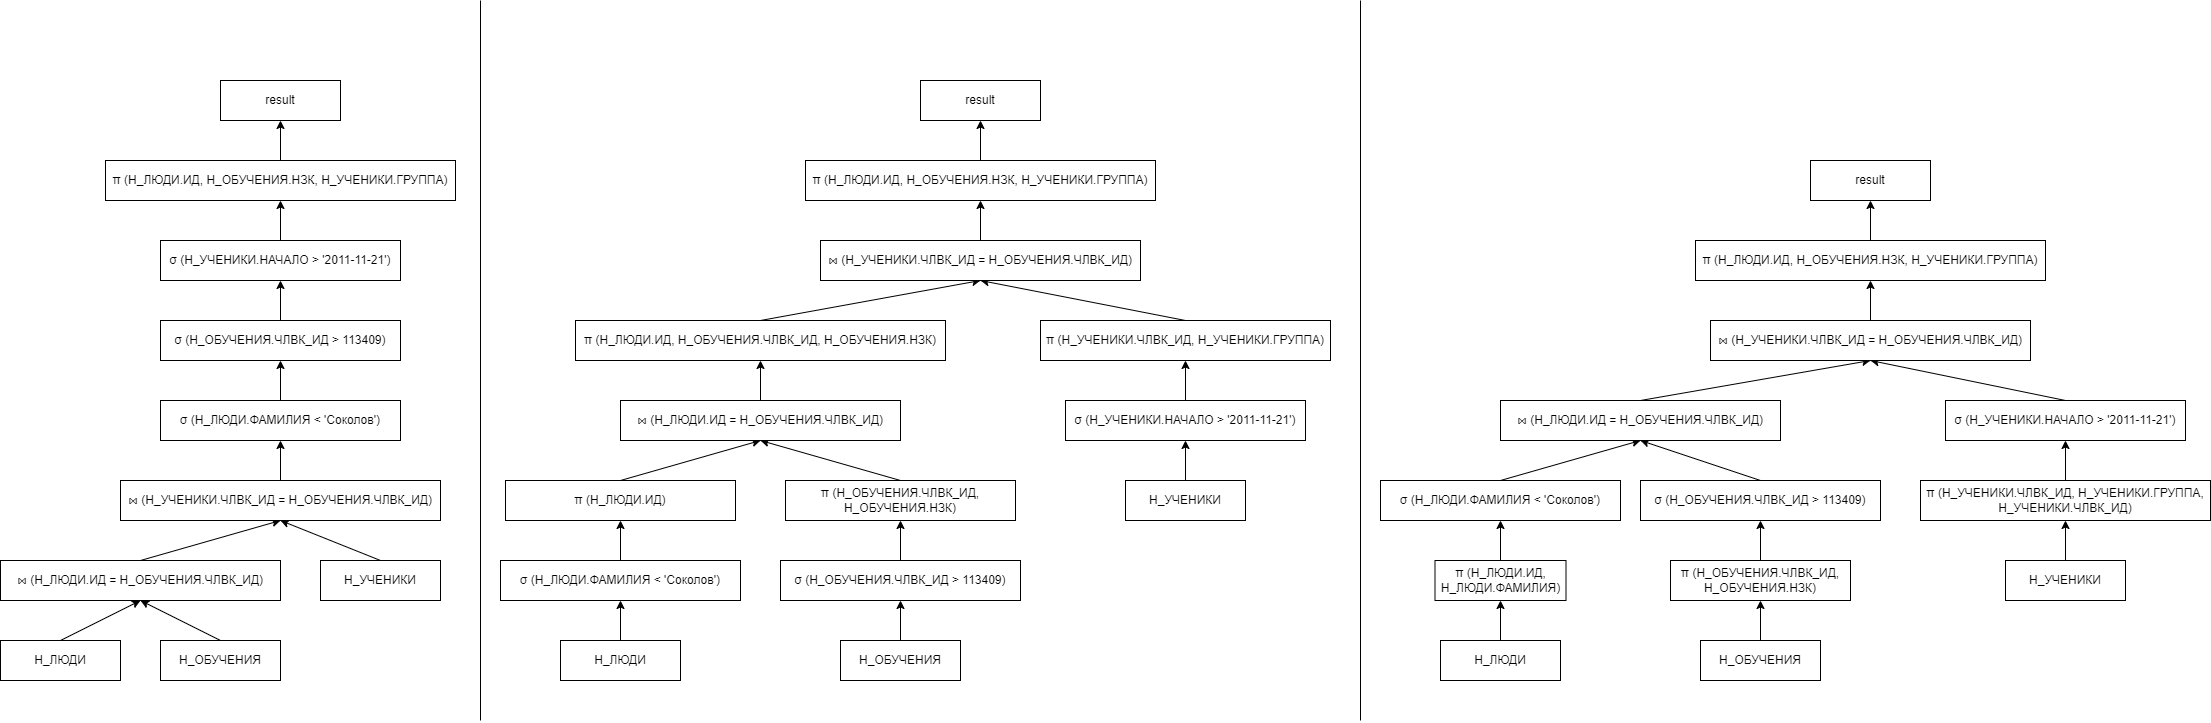 result
π (Н_ЛЮДИ.ИД, Н_ОБУЧЕНИЯ.НЗК, Н_УЧЕНИКИ.ГРУППА)
σ (Н_УЧЕНИКИ.НАЧАЛО > '2011-11-21')
σ (Н_ОБУЧЕНИЯ.ЧЛВК_ИД > 113409)
σ (Н_ЛЮДИ.ФАМИЛИЯ < 'Соколов')
⋈ (Н_УЧЕНИКИ.ЧЛВК_ИД = Н_ОБУЧЕНИЯ.ЧЛВК_ИД)
⋈ (Н_ЛЮДИ.ИД = Н_ОБУЧЕНИЯ.ЧЛВК_ИД)
Н_УЧЕНИКИ
Н_ЛЮДИ
Н_ОБУЧЕНИЯ
result
π (Н_ЛЮДИ.ИД, Н_ОБУЧЕНИЯ.НЗК, Н_УЧЕНИКИ.ГРУППА)
⋈ (Н_УЧЕНИКИ.ЧЛВК_ИД = Н_ОБУЧЕНИЯ.ЧЛВК_ИД)
π (Н_ЛЮДИ.ИД, Н_ОБУЧЕНИЯ.ЧЛВК_ИД, Н_ОБУЧЕНИЯ.НЗК)
π (Н_УЧЕНИКИ.ЧЛВК_ИД, Н_УЧЕНИКИ.ГРУППА)
⋈ (Н_ЛЮДИ.ИД = Н_ОБУЧЕНИЯ.ЧЛВК_ИД)
σ (Н_УЧЕНИКИ.НАЧАЛО > '2011-11-21')
π (Н_ЛЮДИ.ИД)
π (Н_ОБУЧЕНИЯ.ЧЛВК_ИД,
Н_ОБУЧЕНИЯ.НЗК)
Н_УЧЕНИКИ
σ (Н_ЛЮДИ.ФАМИЛИЯ < 'Соколов')
σ (Н_ОБУЧЕНИЯ.ЧЛВК_ИД > 113409)
Н_ЛЮДИ
Н_ОБУЧЕНИЯ
result
π (Н_ЛЮДИ.ИД, Н_ОБУЧЕНИЯ.НЗК, Н_УЧЕНИКИ.ГРУППА)
⋈ (Н_УЧЕНИКИ.ЧЛВК_ИД = Н_ОБУЧЕНИЯ.ЧЛВК_ИД)
⋈ (Н_ЛЮДИ.ИД = Н_ОБУЧЕНИЯ.ЧЛВК_ИД)
σ (Н_УЧЕНИКИ.НАЧАЛО > '2011-11-21')
σ (Н_ЛЮДИ.ФАМИЛИЯ < 'Соколов')
σ (Н_ОБУЧЕНИЯ.ЧЛВК_ИД > 113409)
π (Н_УЧЕНИКИ.ЧЛВК_ИД, Н_УЧЕНИКИ.ГРУППА,
Н_УЧЕНИКИ.ЧЛВК_ИД)
π (Н_ЛЮДИ.ИД,
Н_ЛЮДИ.ФАМИЛИЯ)
π (Н_ОБУЧЕНИЯ.ЧЛВК_ИД,
Н_ОБУЧЕНИЯ.НЗК)
Н_УЧЕНИКИ
Н_ЛЮДИ
Н_ОБУЧЕНИЯ